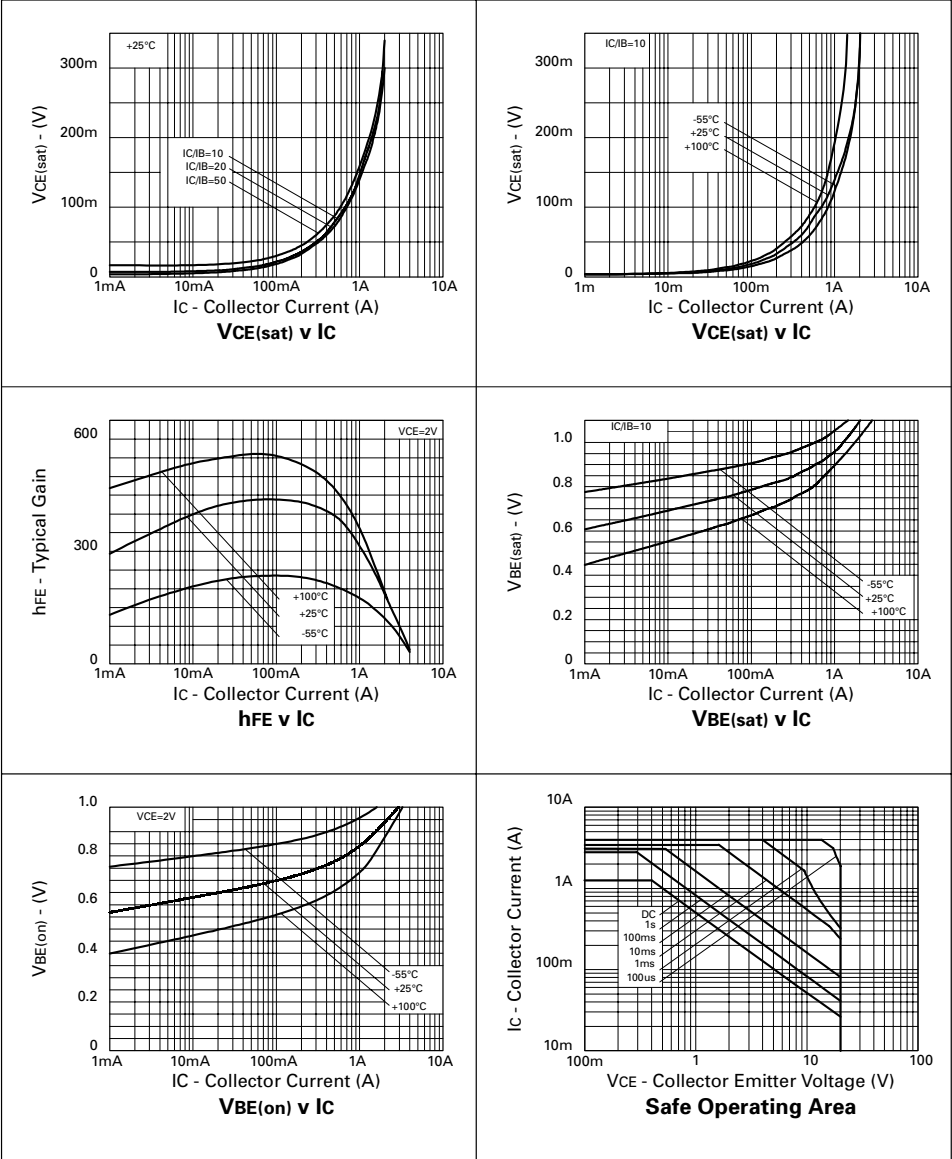 +25°C
300m
200m
100m
0
VCE(sat) - (V)
IC/IB=10
IC/IB=20
IC/IB=50
1mA 10mA 100mA 1A 10A
IC - Collector Current (A)
VCE(sat) v IC
IC/IB=10
300m
200m
100m
0
VCE(sat) - (V)
-55°C
+25°C
+100°C
1m 10m 100m 1A 10A
IC - Collector Current (A)
VCE(sat) v IC
VCE=2V
600
300
0
hFE - Typical Gain
+100°C
+25°C
-55°C
1mA 10mA 100mA 1A 10A
IC - Collector Current (A)
hFE v IC
IC/IB=10
1.0
0.8
0.6
0.4
0.2
0
VBE(sat) - (V)
-55°C
+25°C
+100°C
1mA 10mA 100mA 1A 10A
IC - Collector Current (A)
VBE(sat) v IC
VCE=2V
1.0
0.8
0.6
0.4
0.2
0
VBE(on) - (V)
-55°C
+25°C
+100°C
1mA 10mA 100mA 1A 10A
IC - Collector Current (A)
VBE(on) v IC
10A
1A
100m
10m
IC - Collector Current (A)
DC
1s
100ms
10ms
1ms
100us
100m 1 10 100
VCE - Collector Emitter Voltage (V)
Safe Operating Area